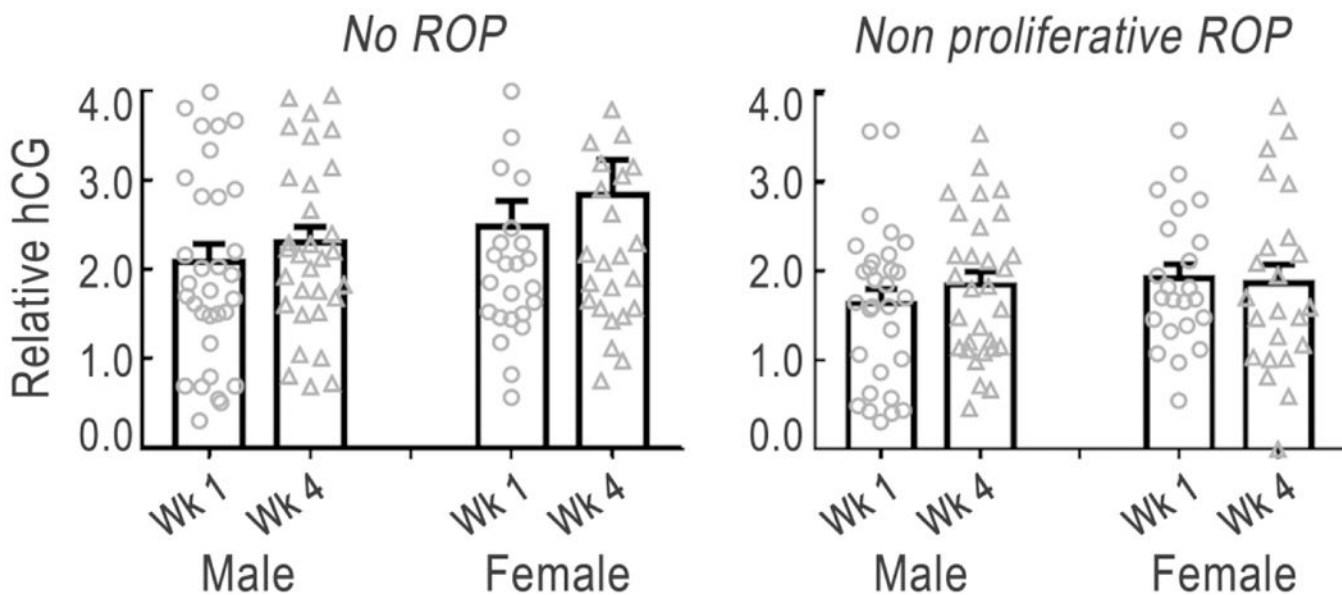 No ROP
Non proliferative ROP
Relative hCG
4.0
3.0
2.0
1.0
0.0
Wk 1
Wk 4
Wk 1
Wk 4
Male
Female
4.0
3.0
2.0
1.0
0.0
Wk 1
Wk 4
Wk 1
Wk 4
Male
Female